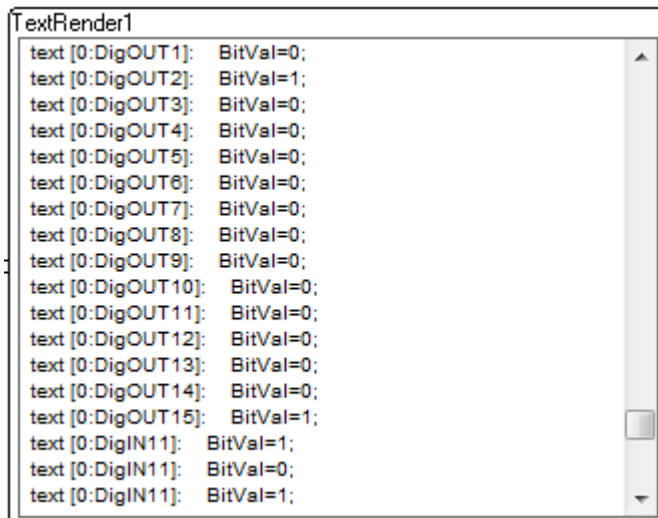 TextRender1
text [0:DigOUT1]: BitVal=0;
text [0:DigOUT2]: BitVal=1;
text [0:DigOUT3]: BitVal=0;
text [0:DigOUT4]: BitVal=0;
text [0:DigOUT5]: BitVal=0;
text [0:DigOUT6]: BitVal=0;
text [0:DigOUT7]: BitVal=0;
text [0:DigOUT8]: BitVal=0;
text [0:DigOUT9]: BitVal=0;
text [0:DigOUT10]: BitVal=0;
text [0:DigOUT11]: BitVal=0;
text [0:DigOUT12]: BitVal=0;
text [0:DigOUT13]: BitVal=0;
text [0:DigOUT14]: BitVal=0;
text [0:DigOUT15]: BitVal=1;
text [0:DigIN11]: BitVal=1;
text [0:DigIN11]: BitVal=0;
text [0:DigIN11]: BitVal=1;